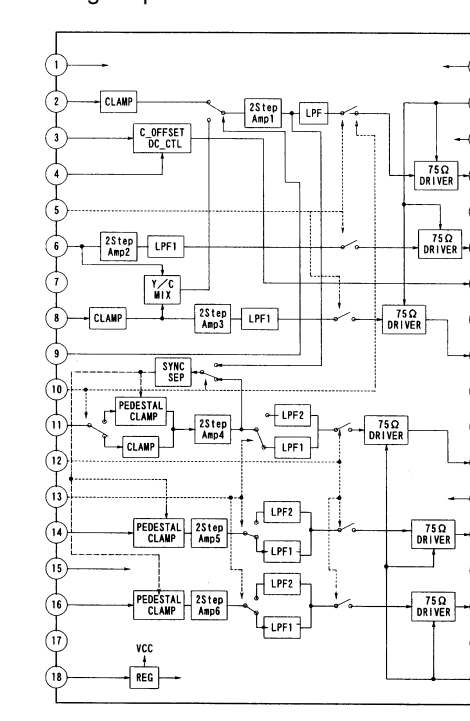 1
2
CLAMP
2Step
Amp1
LPF
3
C_OFFSET
DC_CTL
4
75Ω
DRIVER
5
6
2Step
Amp2
LPF1
75Ω
DRIVER
7
Y/C
MIX
8
CLAMP
2Step
Amp3
LPF1
75Ω
DRIVER
9
SYNC
SEP
10
PEDESTAL
CLAMP
11
CLAMP
2Step
Amp4
LPF2
LPF1
75Ω
DRIVER
12
13
LPF2
14
PEDESTAL
CLAMP
2Step
Amp5
LPF1
75Ω
DRIVER
15
LPF2
16
PEDESTAL
CLAMP
2Step
Amp6
LPF1
75Ω
DRIVER
17
VCC
18
REG